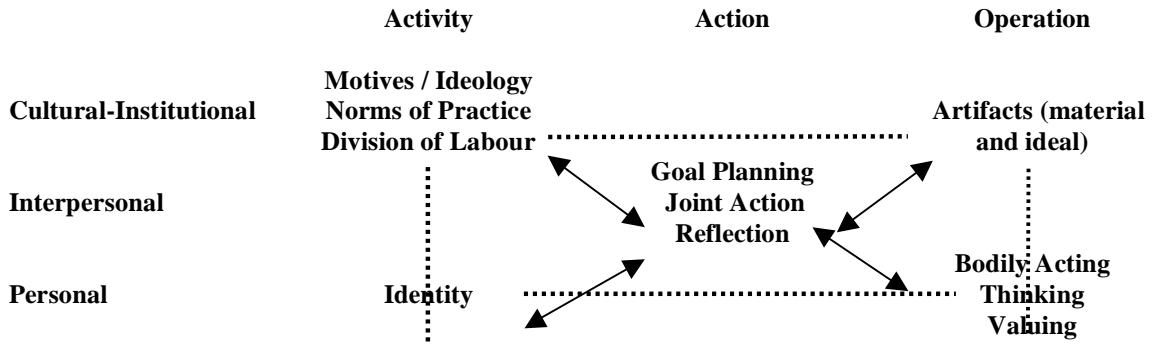 Activity Action Operation
Motives / Ideology
Cultural-Institutional Norms of Practice Artifacts (material
Division of Labour and ideal)
Goal Planning
Interpersonal Joint Action
Reflection
Bodily Acting
Personal Identity Thinking
Valuing